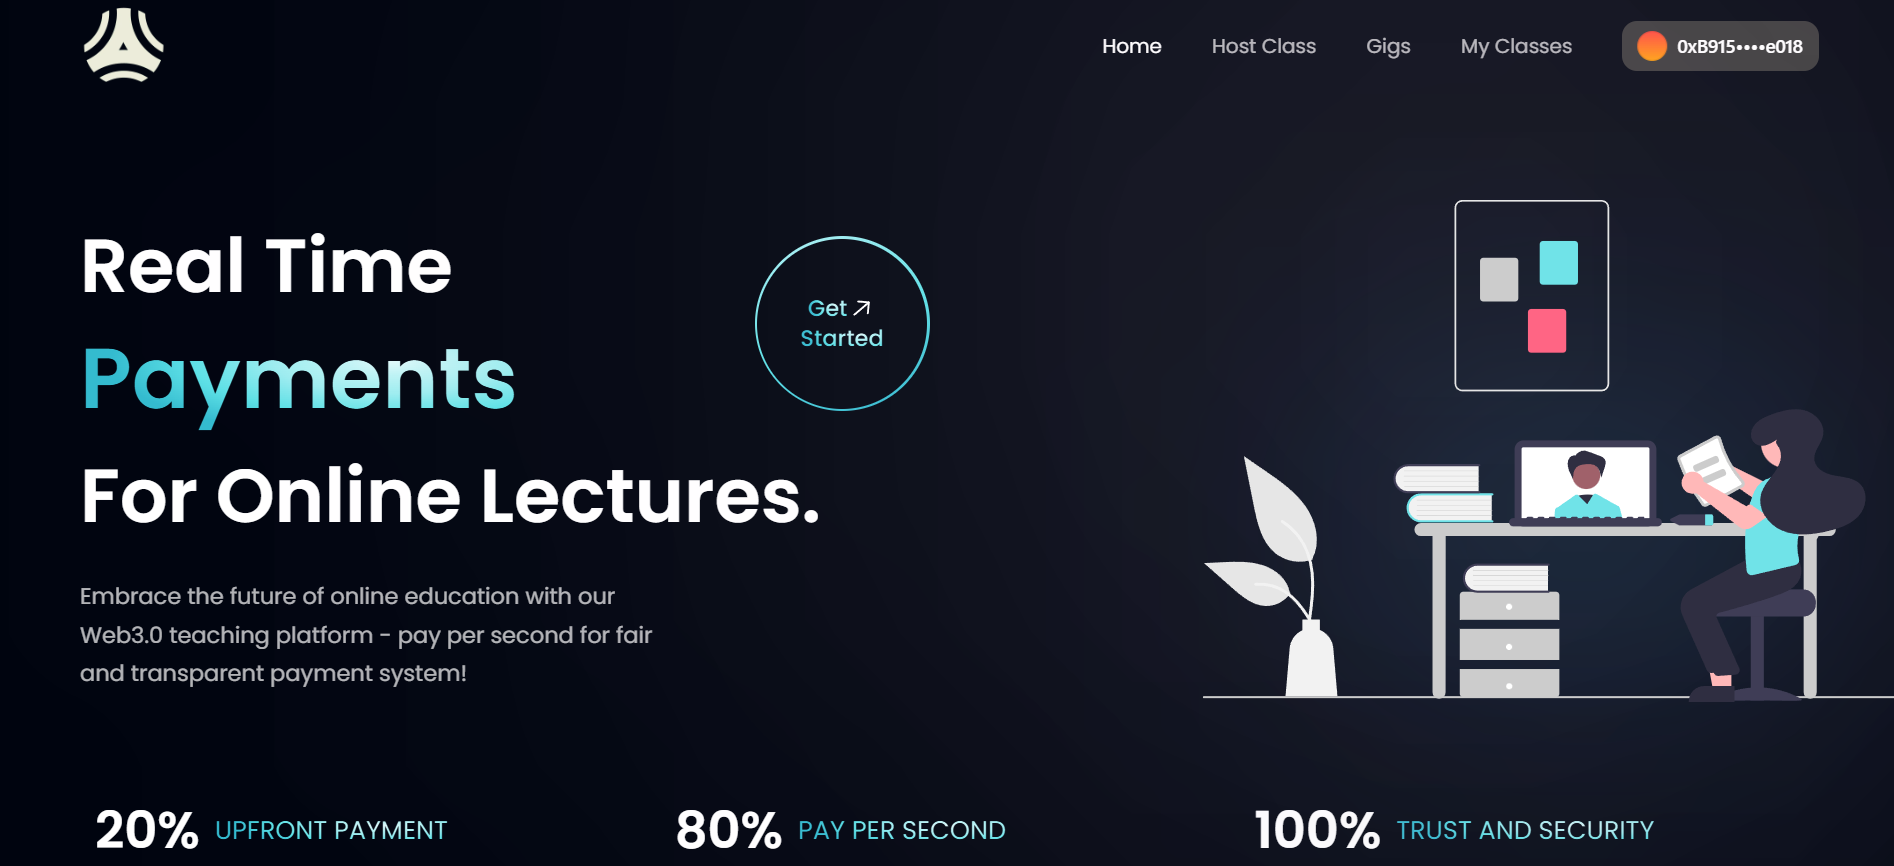 Home Host Class Gigs My Classes 0xB915••••e018
Real Time
Payments
For Online Lectures.
Get
Started
Embrace the future of online education with our
Web3.0 teaching platform - pay per second for fair
and transparent payment system!
20% UPFRONT PAYMENT 80% PAY PER SECOND 100% TRUST AND SECURITY